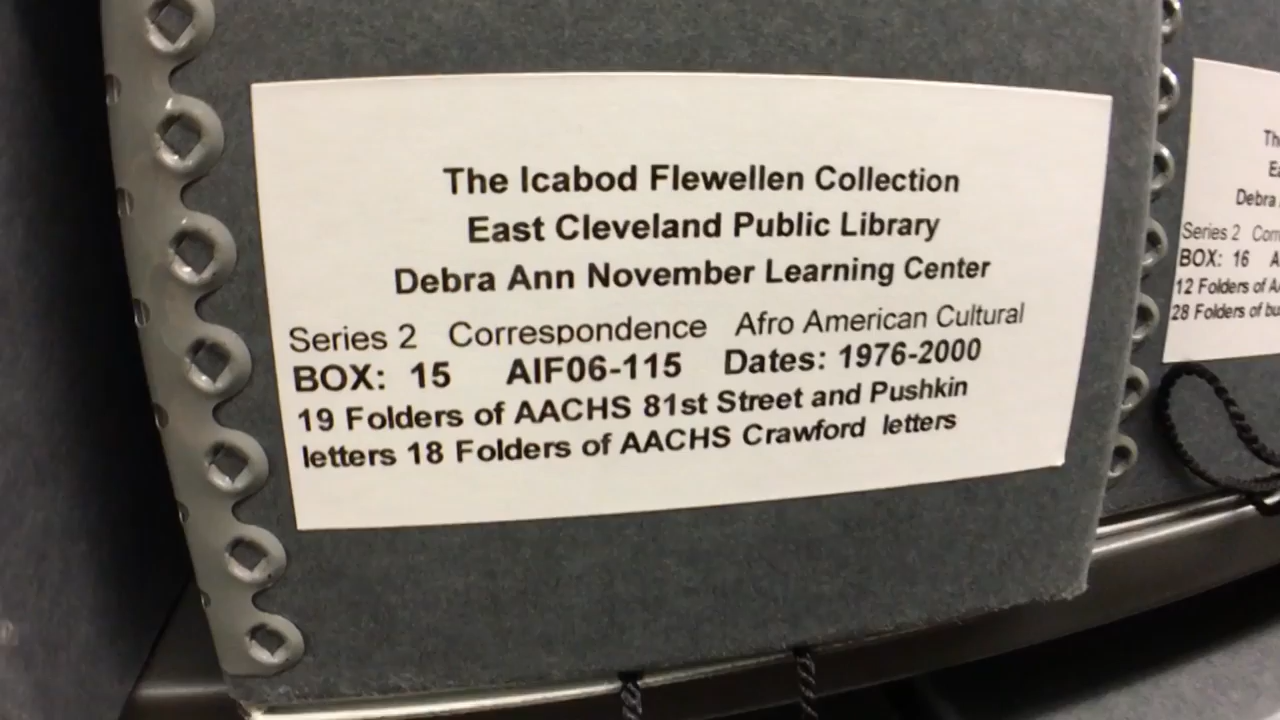 The Icabod Flewellen Collection
East Cleveland Public Library
Debra Ann November Learning Center
Series 2 Correspondence Afro American Cultural
BOX: 15 AIF06-115 Dates: 1976-2000
19 Folders of AACHS 81st Street and Pushkin
letters 18 Folders of AACHS Crawford letters
Debra
Series 2
BOX: 16
12 Folders of
28 Folders of